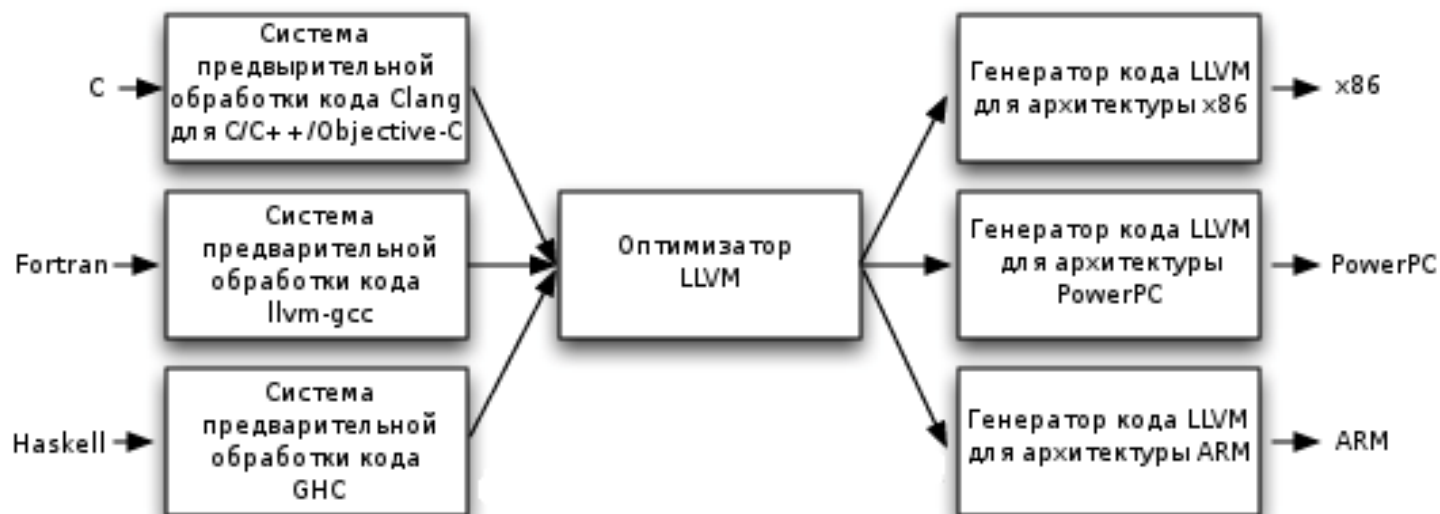 C
Система
предвырительной
обработки кода Clang
для C/C++/Objective-C
Fortran
Система
предварительной
обработки кода
llvm-gcc
Haskell
Система
предварительной
обработки кода
GHC
Оптимизатор
LLVM
Генератор кода LLVM
для архитектуры x86
x86
Генератор кода LLVM
для архитектуры
PowerPC
PowerPC
Генератор кода LLVM
для архитектуры ARM
ARM